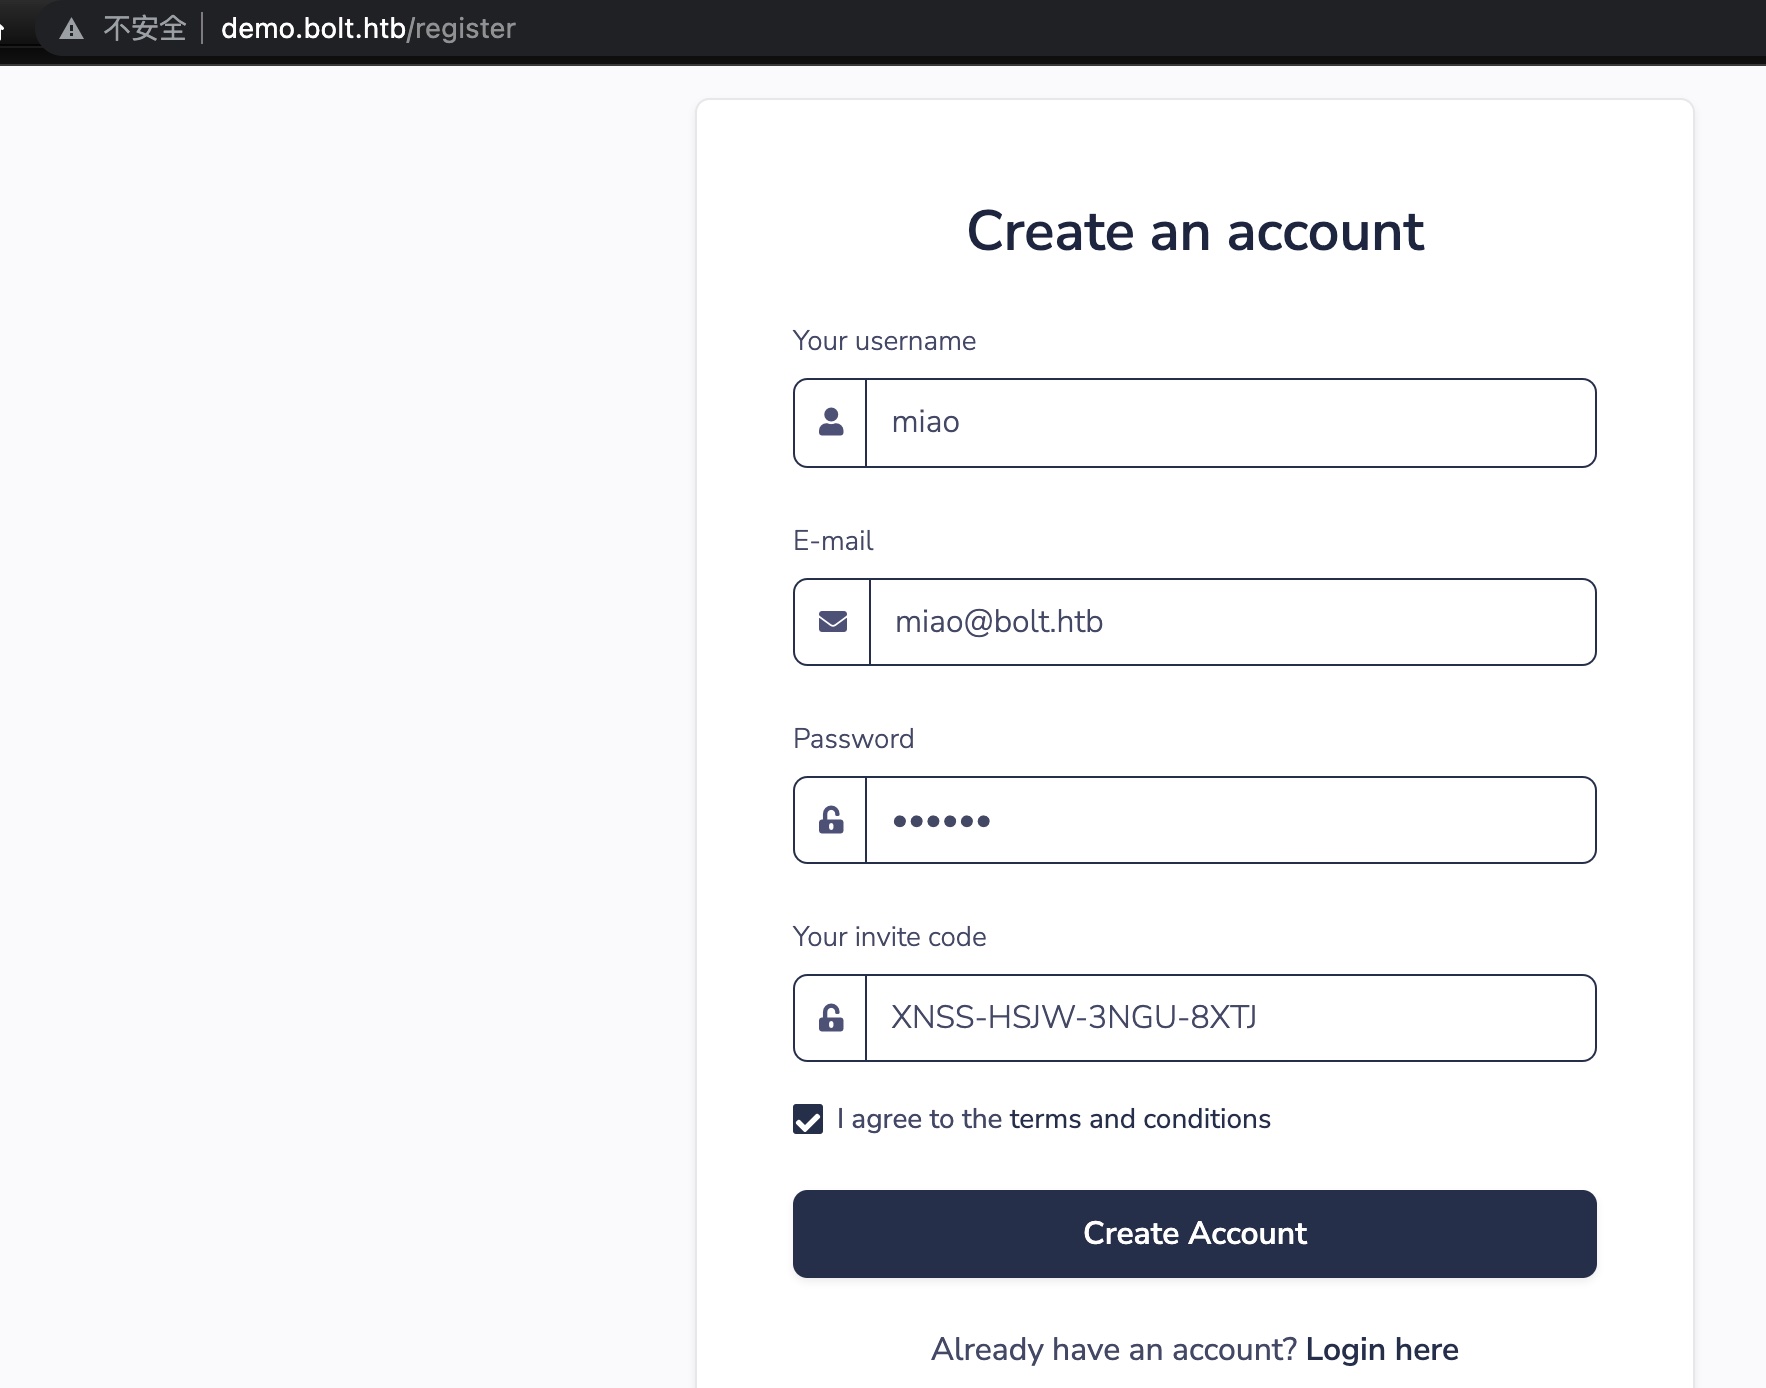 不安全 demo.bolt.htb/register
Create an account
Your username
miao
E-mail
miao@bolt.htb
Password
••••••
Your invite code
XNSS-HSJW-3NGU-8XTJ
I agree to the terms and conditions
Create Account
Already have an account? Login here